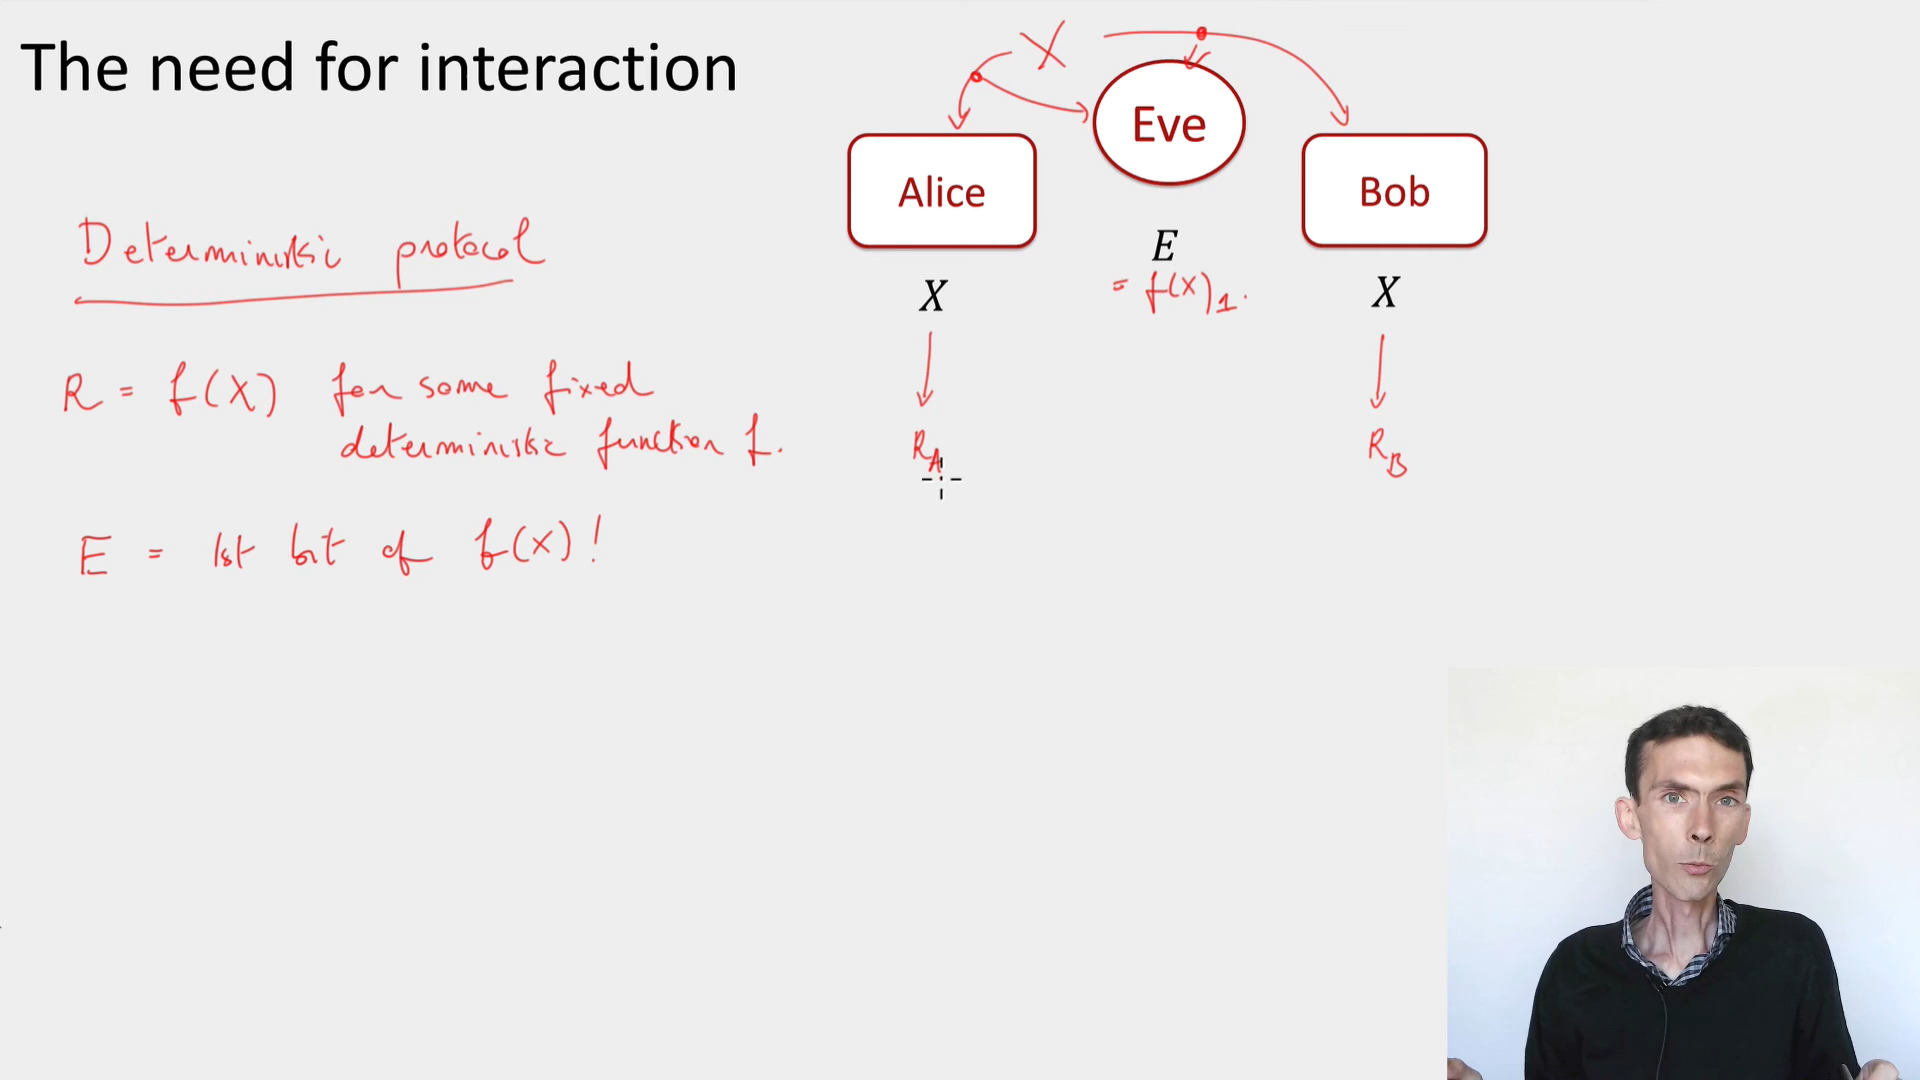 The need for interaction
X
Eve
Alice
Bob
E
= f(X)1.
X
X
Deterministic protocol
R = f(X) for some fixed
deterministic function f.
RA
RB
E = 1st bit of f(X)!